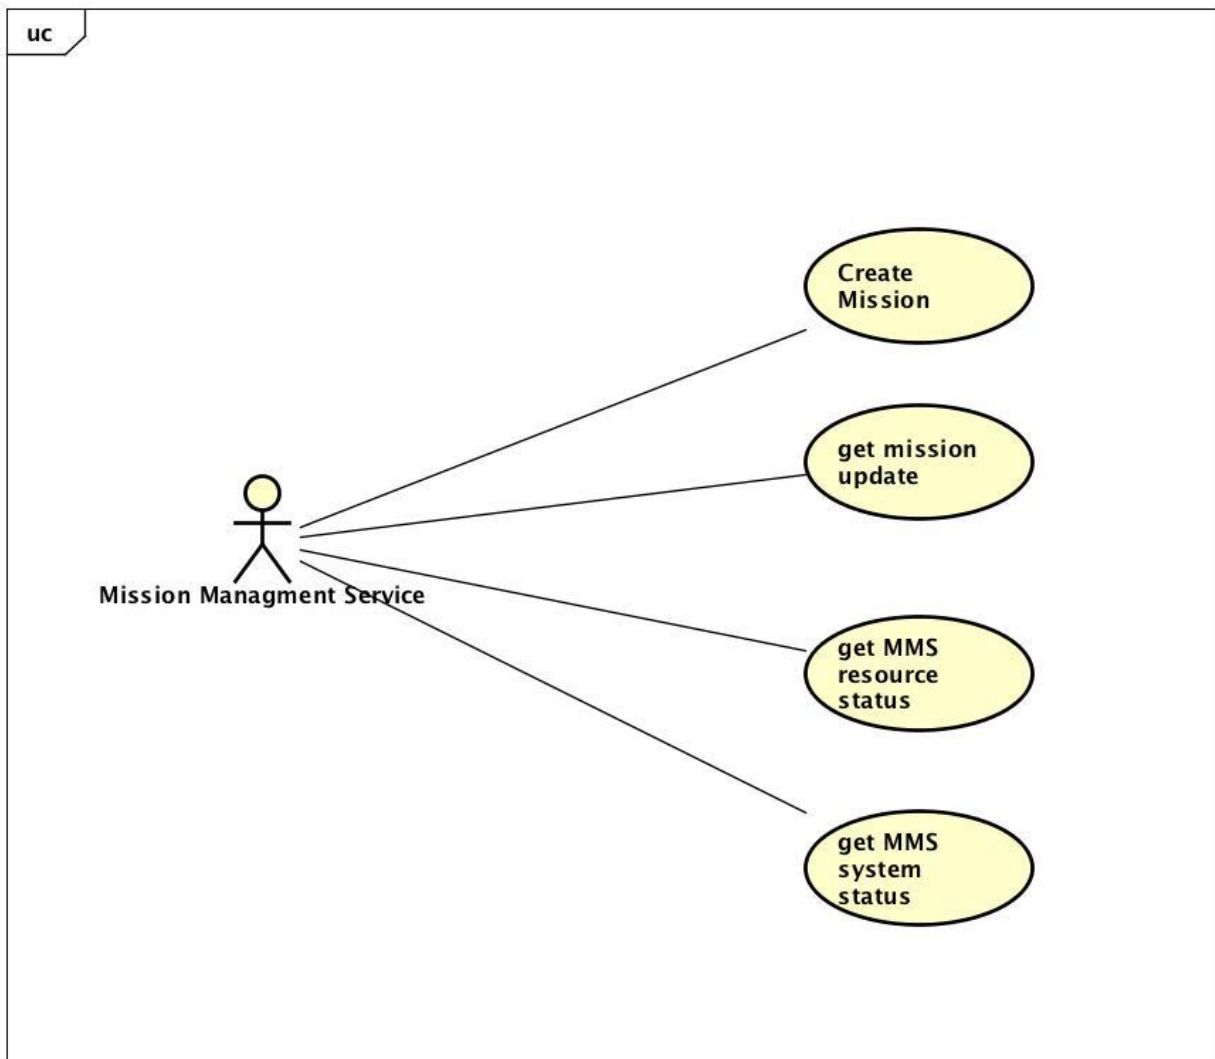 uc
Create
Mission
get mission
update
Mission Managment Service
get MMS
resource
status
get MMS
system
status